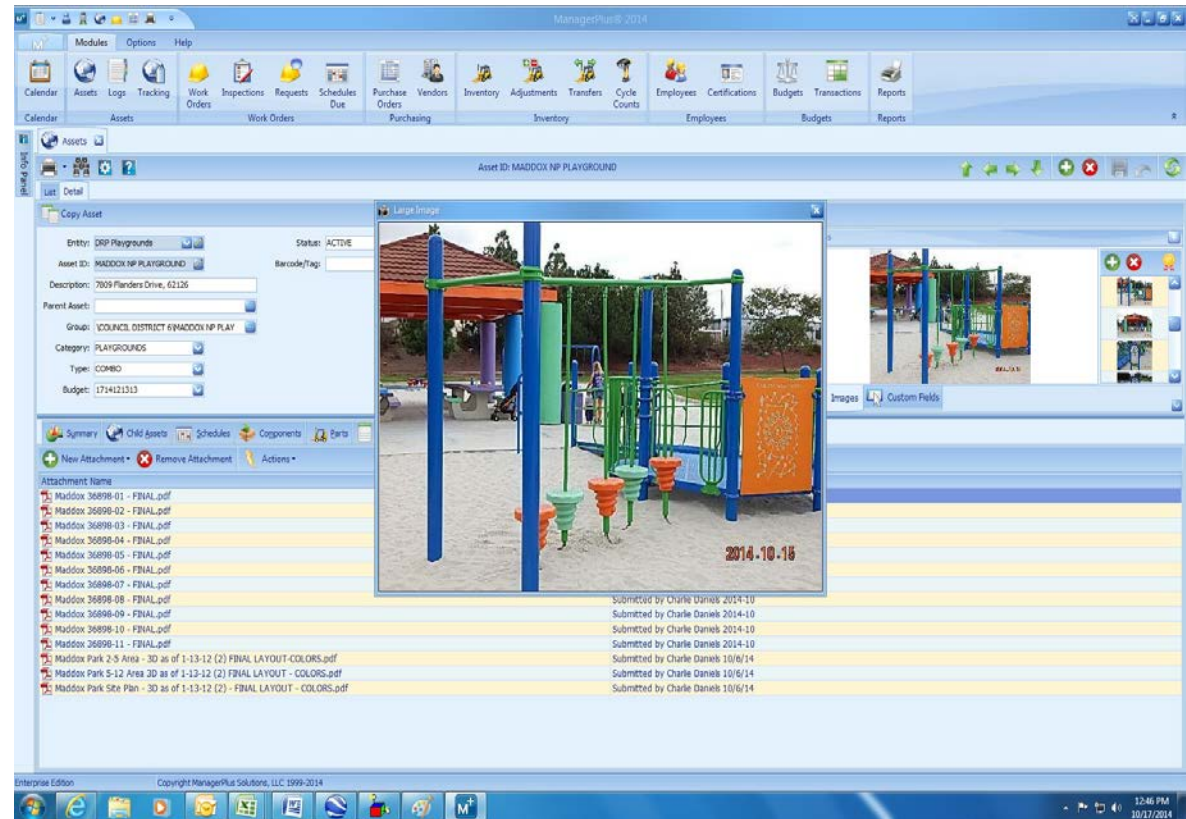 ManagerPlus® 2014
Modules Options Help
Calendar Assets Logs Tracking Work Orders Inspections Requests Schedules Due Purchase Orders Vendors Inventory Adjustments Transfers Cycle Counts Employees Certifications Budgets Transactions Reports
Calendar Assets Work Orders Purchasing Inventory Employees Budgets Reports
Info Panel
Assets
Asset ID: MADDOX NP PLAYGROUND
List Detail
Copy Asset
Large Image
Entity: DRP Playgrounds Status: ACTIVE
Asset ID: MADDOX NP PLAYGROUND Barcode/Tag:
Description: 7809 Flanders Drive, 62126
Parent Asset:
Group: \COUNCIL DISTRICT 6\MADDOX NP PLAY
Category: PLAYGROUNDS
Type: COMBO
Budget: 1714121313
Images Custom Fields
2014.10.15
Summary Child Assets Schedules Components Parts
New Attachment Remove Attachment Actions
Attachment Name
Maddox 36898-01 - FINAL.pdf
Maddox 36898-02 - FINAL.pdf
Maddox 36898-03 - FINAL.pdf
Maddox 36898-04 - FINAL.pdf
Maddox 36898-05 - FINAL.pdf
Maddox 36898-06 - FINAL.pdf
Maddox 36898-07 - FINAL.pdf
Maddox 36898-08 - FINAL.pdf Submitted by Charlie Daniels 2014-10
Maddox 36898-09 - FINAL.pdf Submitted by Charlie Daniels 2014-10
Maddox 36898-10 - FINAL.pdf Submitted by Charlie Daniels 2014-10
Maddox 36898-11 - FINAL.pdf Submitted by Charlie Daniels 2014-10
Maddox Park 2-5 Area - 3D as of 1-13-12 (2) FINAL LAYOUT-COLORS.pdf Submitted by Charlie Daniels 10/6/14
Maddox Park 5-12 Area 3D as of 1-13-12 (2) FINAL LAYOUT - COLORS.pdf Submitted by Charlie Daniels 10/6/14
Maddox Park Site Plan - 3D as of 1-13-12 (2) - FINAL LAYOUT - COLORS.pdf Submitted by Charlie Daniels 10/6/14
Enterprise Edition Copyright ManagerPlus Solutions, LLC 1999-2014
12:46 PM
10/17/2014